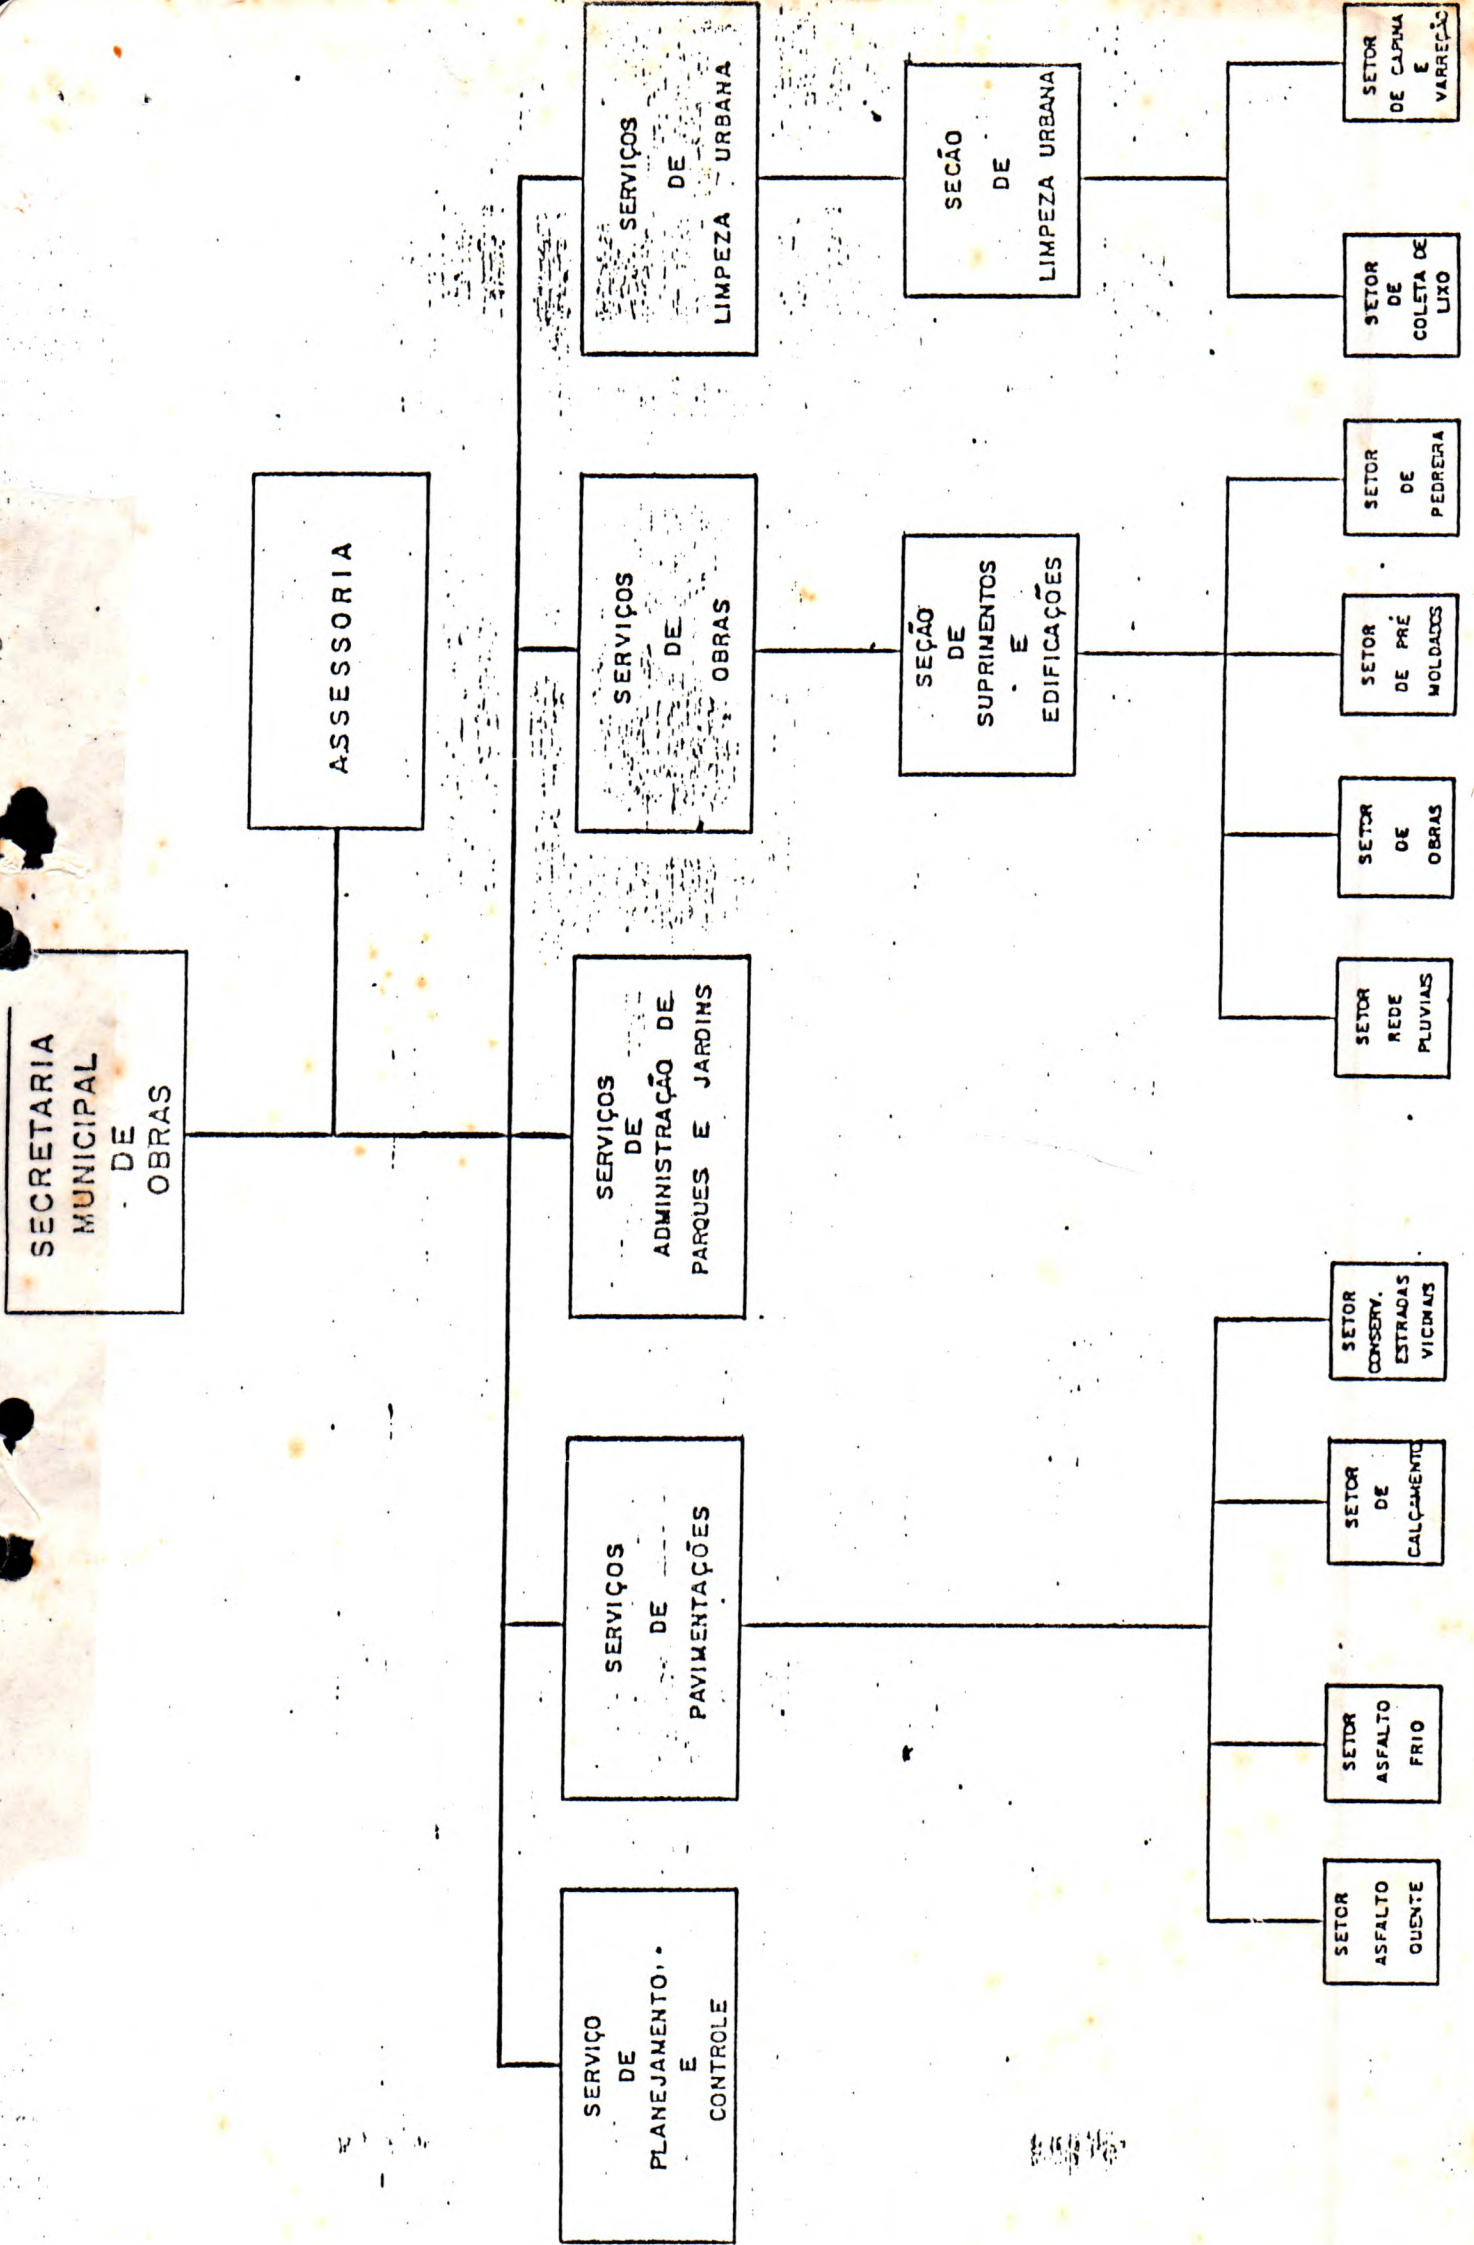 SECRETARIA
MUNICIPAL
DE
OBRAS
ASSESSORIA
SERVIÇO
DE
PLANEJAMENTO
E
CONTROLE
SERVIÇOS
DE
PAVIMENTAÇÕES
SERVIÇOS
DE
ADMINISTRAÇÃO DE
PARQUES E JARDINS
SERVIÇOS
DE
OBRAS
SERVIÇOS
DE
LIMPEZA URBANA
SEÇÃO
DE
SUPRIMENTOS
E
EDIFICAÇÕES
SECÃO
DE
LIMPEZA URBANA
SETOR
ASFALTO
QUENTE
SETOR
ASFALTO
FRIO
SETOR
DE
CALÇAMENTO
SETOR
CONSERV.
ESTRADAS
VICINAIS
SETOR
REDE
PLUVIAIS
SETOR
DE
OBRAS
SETOR
DE PRÉ
MOLDADOS
SETOR
DE
PEDREIRA
SETOR
DE
COLETA DE
LIXO
SETOR
DE CAPINA
E
VARREÇÃO